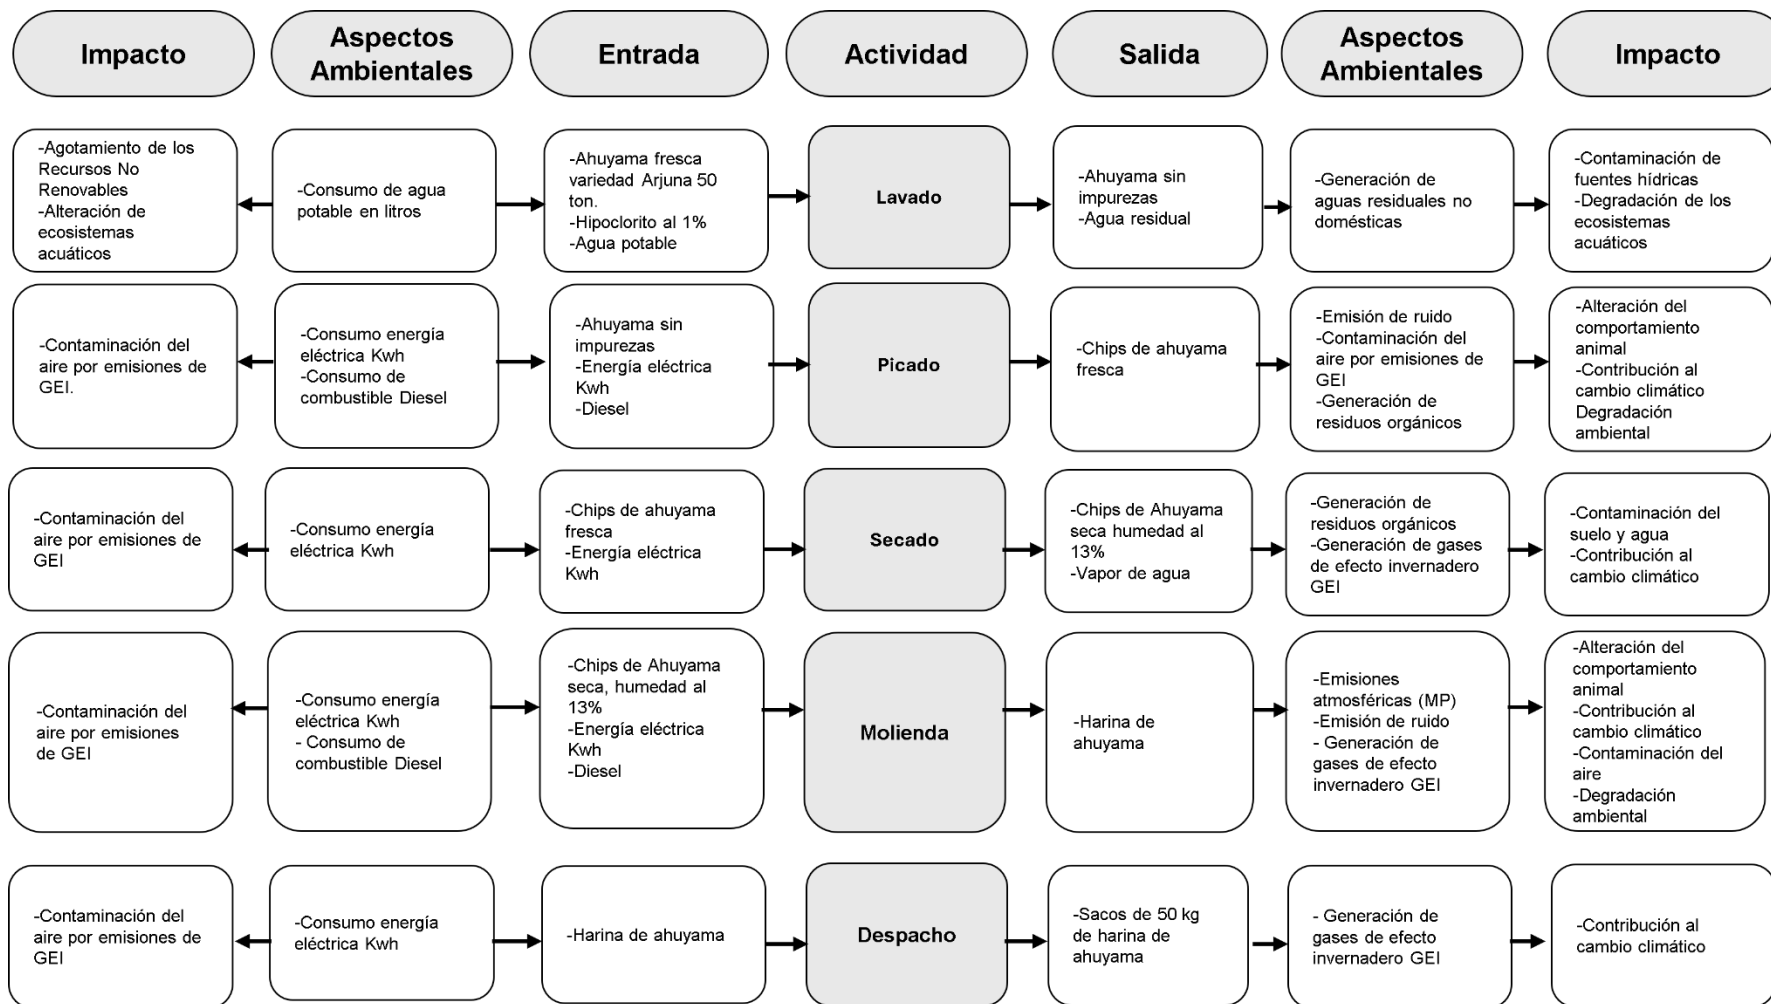 Impacto
Aspectos
Ambientales
Entrada
Actividad
Salida
Aspectos
Ambientales
Impacto
-Agotamiento de los
Recursos No
Renovables
-Alteración de
ecosistemas
acuáticos
-Consumo de agua
potable en litros
-Ahuyama fresca
variedad Arjuna 50
ton.
-Hipoclorito al 1%
-Agua potable
Lavado
-Ahuyama sin
impurezas
-Agua residual
-Generación de
aguas residuales no
domésticas
-Contaminación de
fuentes hídricas
-Degradación de los
ecosistemas
acuáticos
-Contaminación del
aire por emisiones de
GEI.
-Consumo energía
eléctrica Kwh
-Consumo de
combustible Diesel
-Ahuyama sin
impurezas
-Energía eléctrica
Kwh
-Diesel
Picado
-Chips de ahuyama
fresca
-Emisión de ruido
-Contaminación del
aire por emisiones de
GEI
-Generación de
residuos orgánicos
-Alteración del
comportamiento
animal
-Contribución al
cambio climático
Degradación
ambiental
-Contaminación del
aire por emisiones de
GEI
-Consumo energía
eléctrica Kwh
-Chips de ahuyama
fresca
-Energía eléctrica
Kwh
Secado
-Chips de Ahuyama
seca humedad al
13%
-Vapor de agua
-Generación de
residuos orgánicos
-Generación de gases
de efecto invernadero
GEI
-Contaminación del
suelo y agua
-Contribución al
cambio climático
-Contaminación del
aire por emisiones
de GEI
-Consumo energía
eléctrica Kwh
- Consumo de
combustible Diesel
-Chips de Ahuyama
seca, humedad al
13%
-Energía eléctrica
Kwh
-Diesel
Molienda
-Harina de
ahuyama
-Emisiones
atmosféricas (MP)
-Emisión de ruido
- Generación de
gases de efecto
invernadero GEI
-Alteración del
comportamiento
animal
-Contribución al
cambio climático
-Contaminación del
aire
-Degradación
ambiental
-Contaminación del
aire por emisiones de
GEI
-Consumo energía
eléctrica Kwh
-Harina de ahuyama
Despacho
-Sacos de 50 kg
de harina de
ahuyama
- Generación de
gases de efecto
invernadero GEI
-Contribución al
cambio climático